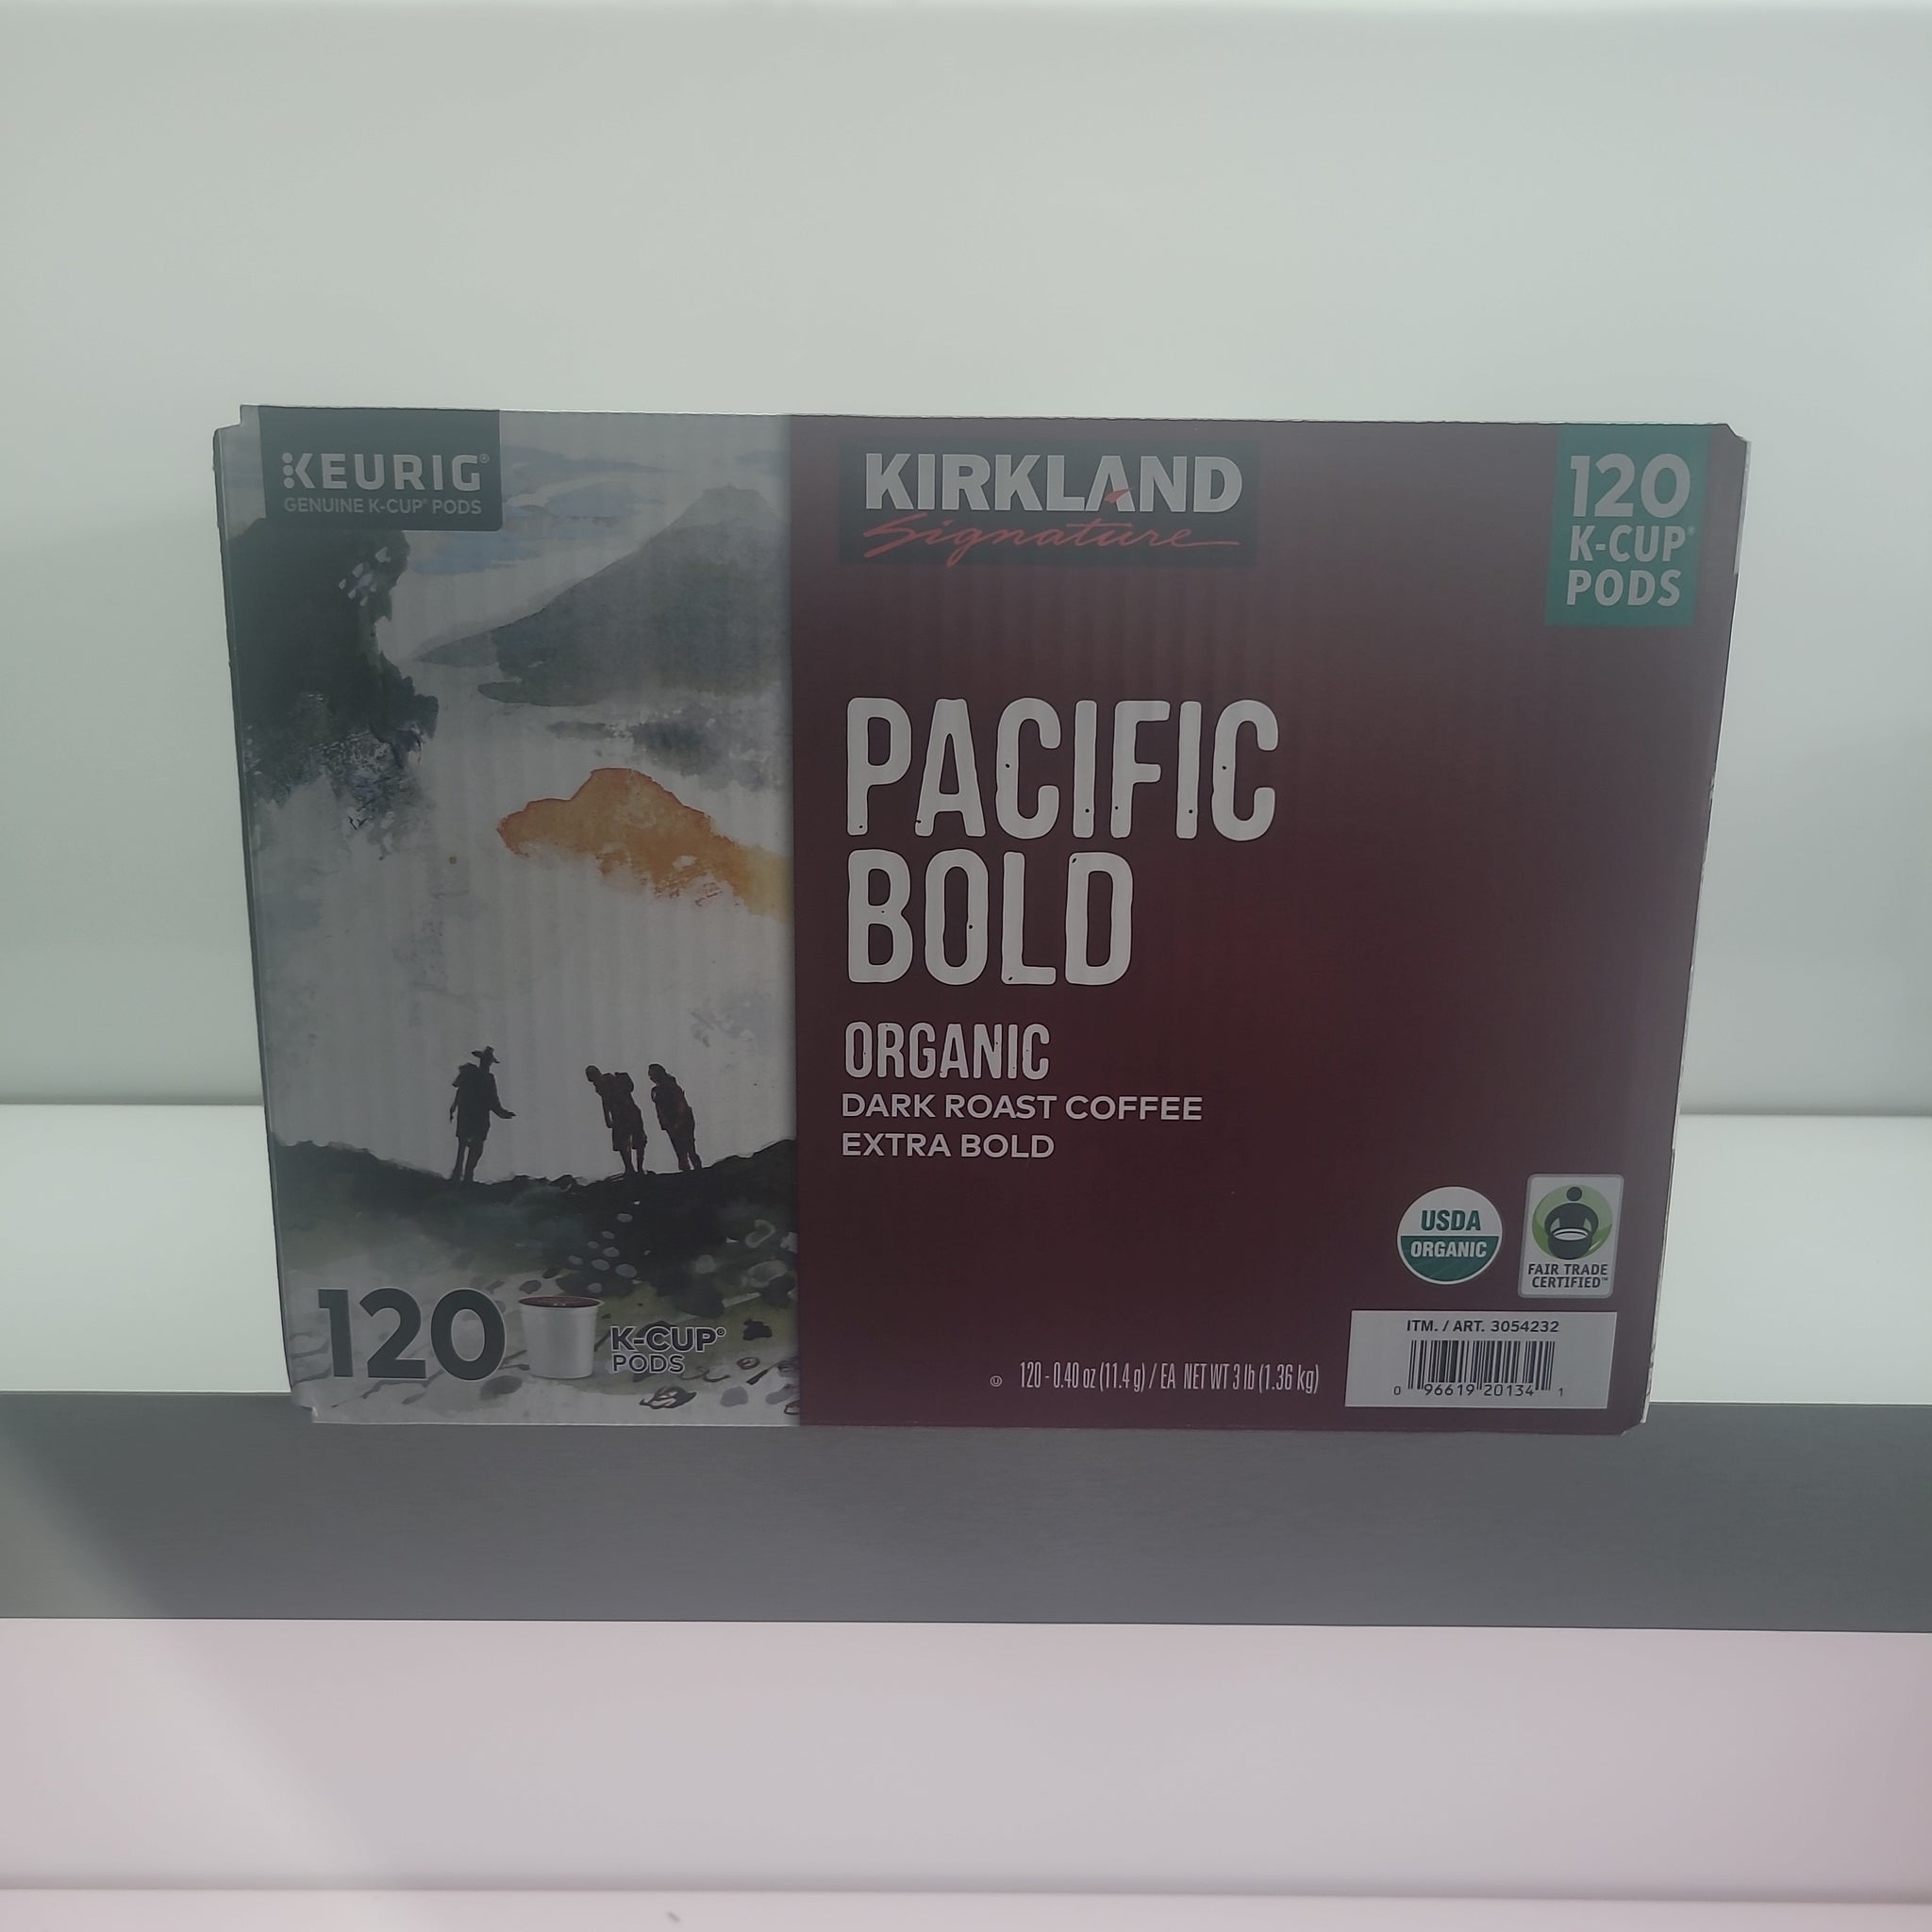 KEURIG®
GENUINE K-CUP® PODS
KIRKLAND
Signature
120
K-CUP®
PODS
PACIFIC
BOLD
ORGANIC
DARK ROAST COFFEE
EXTRA BOLD
USDA
ORGANIC
FAIR TRADE
CERTIFIED™
120
K-CUP®
PODS
U 120 - 0.40 oz (11.4 g) / EA NET WT 3 lb (1.36 kg)
ITM. / ART. 3054232
0 96619 20134 1